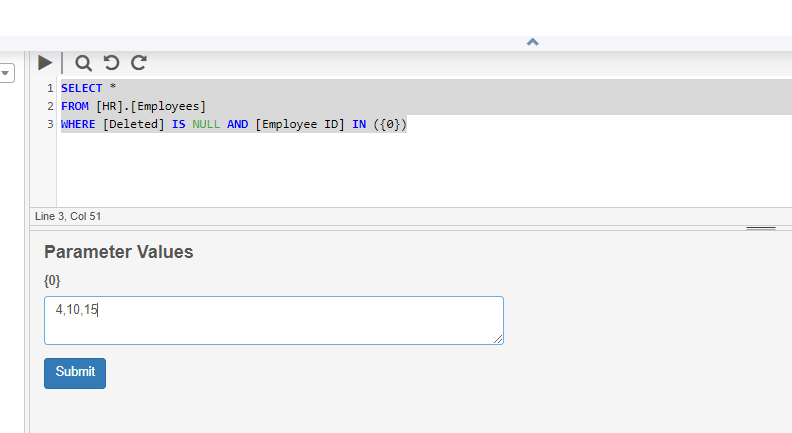 1 SELECT *
2 FROM [HR].[Employees]
3 WHERE [Deleted] IS NULL AND [Employee ID] IN ({0})
Line 3, Col 51
Parameter Values
{0}
4,10,15
Submit